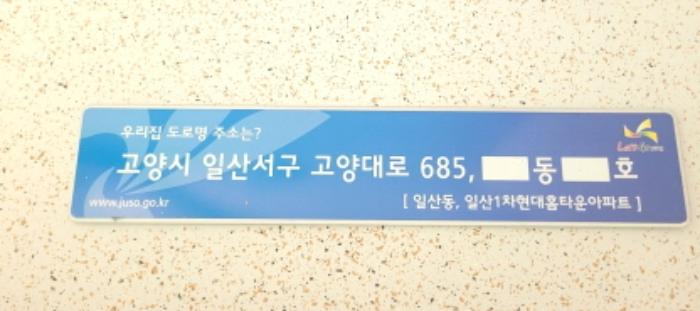 우리집 도로명 주소는?
고양시 일산서구 고양대로 685, 동 호
www.juso.go.kr
[ 일산동, 일산1차현대홈타운아파트 ]